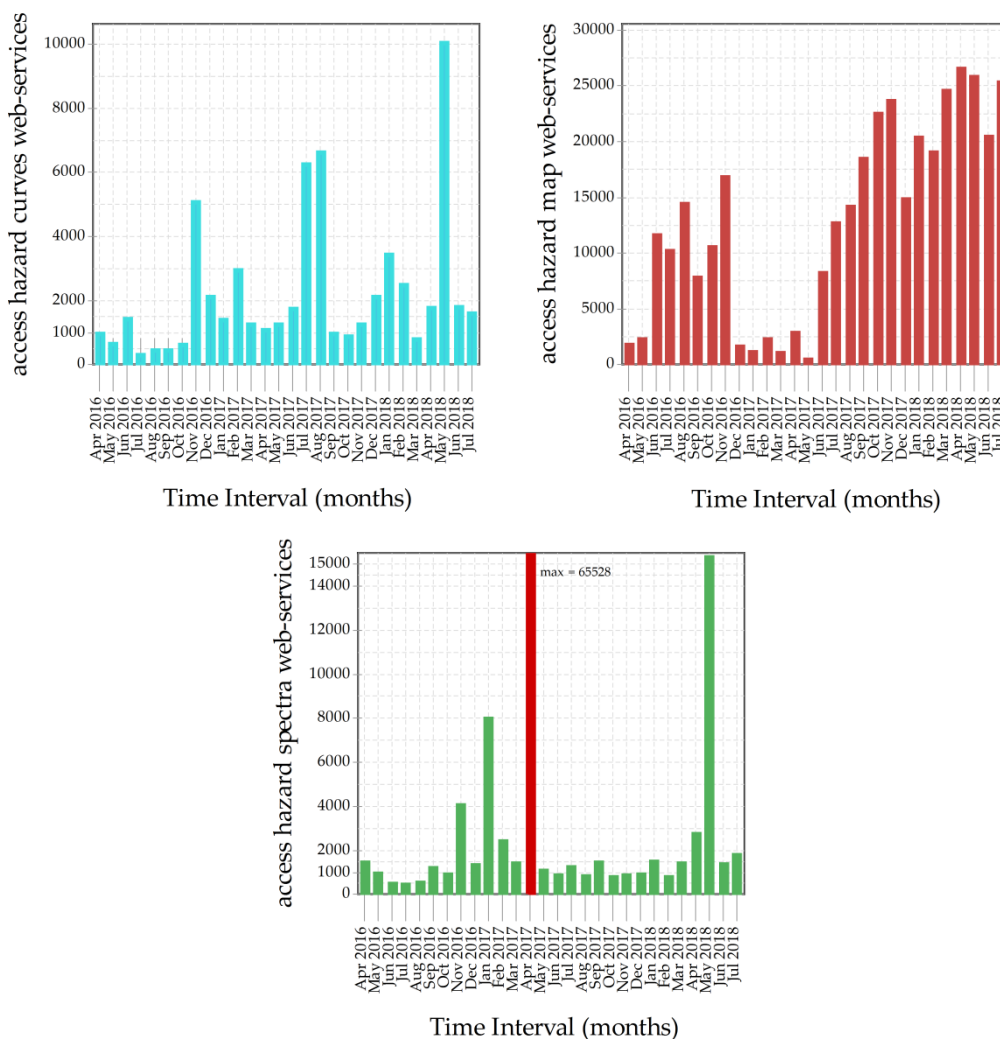 access hazard curves web-services
10000
8000
6000
4000
2000
1000
0
Apr 2016
May 2016
Jun 2016
Jul 2016
Aug 2016
Sep 2016
Oct 2016
Nov 2016
Dec 2016
Jan 2017
Feb 2017
Mar 2017
Apr 2017
May 2017
Jun 2017
Jul 2017
Aug 2017
Sep 2017
Oct 2017
Nov 2017
Dec 2017
Jan 2018
Feb 2018
Mar 2018
Apr 2018
May 2018
Jun 2018
Jul 2018
Time Interval (months)
access hazard map web-services
30000
25000
20000
15000
10000
5000
0
Apr 2016
May 2016
Jun 2016
Jul 2016
Aug 2016
Sep 2016
Oct 2016
Nov 2016
Dec 2016
Jan 2017
Feb 2017
Mar 2017
Apr 2017
May 2017
Jun 2017
Jul 2017
Aug 2017
Sep 2017
Oct 2017
Nov 2017
Dec 2017
Jan 2018
Feb 2018
Mar 2018
Apr 2018
May 2018
Jun 2018
Jul 2018
Time Interval (months)
access hazard spectra web-services
15000
14000
12000
10000
8000
6000
4000
2000
1000
0
max = 65528
Apr 2016
May 2016
Jun 2016
Jul 2016
Aug 2016
Sep 2016
Oct 2016
Nov 2016
Dec 2016
Jan 2017
Feb 2017
Mar 2017
Apr 2017
May 2017
Jun 2017
Jul 2017
Aug 2017
Sep 2017
Oct 2017
Nov 2017
Dec 2017
Jan 2018
Feb 2018
Mar 2018
Apr 2018
May 2018
Jun 2018
Jul 2018
Time Interval (months)